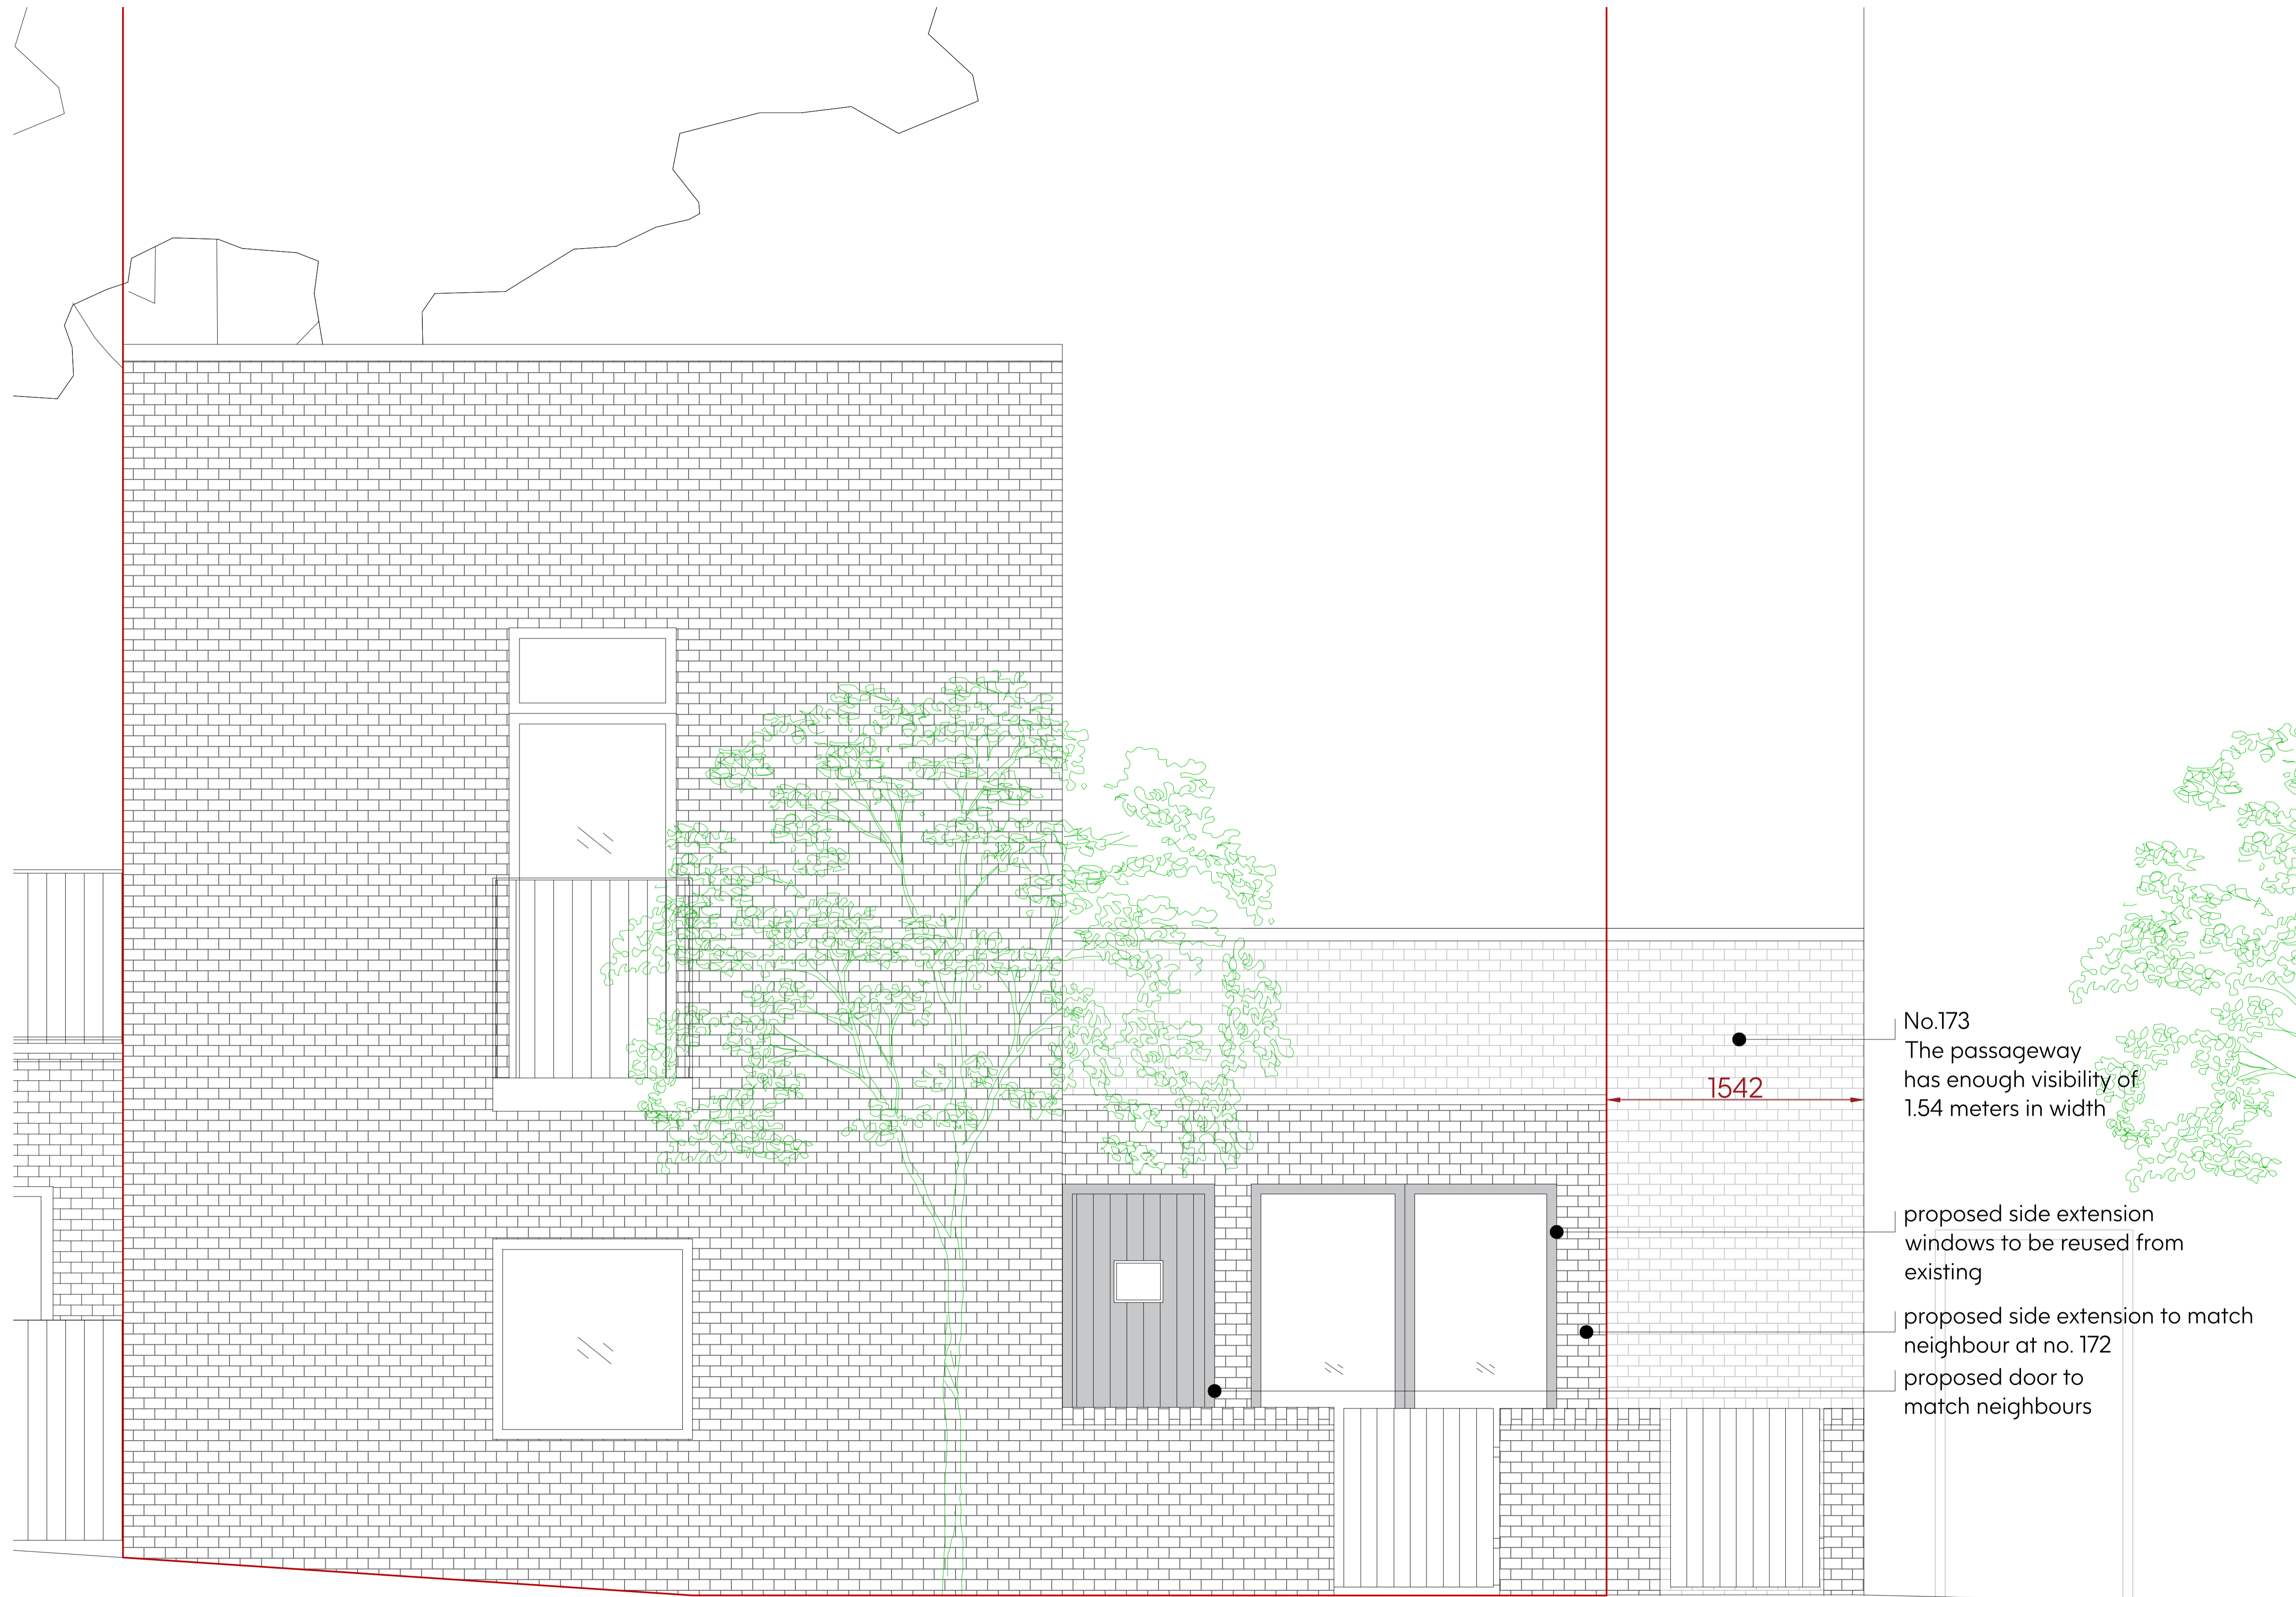 No.173
The passageway
has enough visibility of
1.54 meters in width
1542
proposed side extension
windows to be reused from
existing
proposed side extension to match
neighbour at no. 172
proposed door to
match neighbours